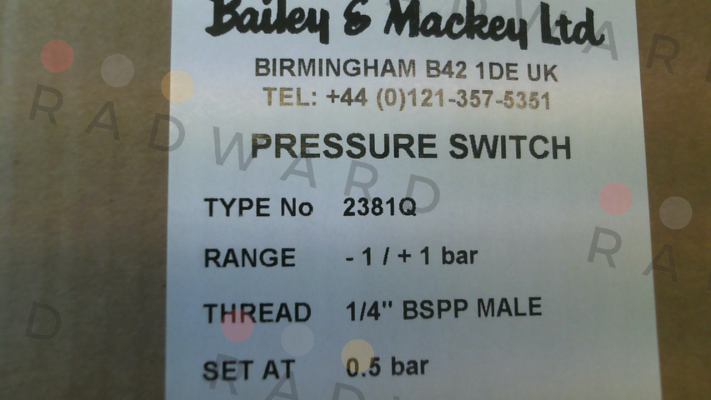 Bailey & Mackey Ltd
BIRMINGHAM B42 1DE UK
TEL: +44 (0)121-357-5351
PRESSURE SWITCH
TYPE No 2381Q
RANGE - 1 / + 1 bar
THREAD 1/4" BSPP MALE
SET AT 0.5 bar
RADWARD